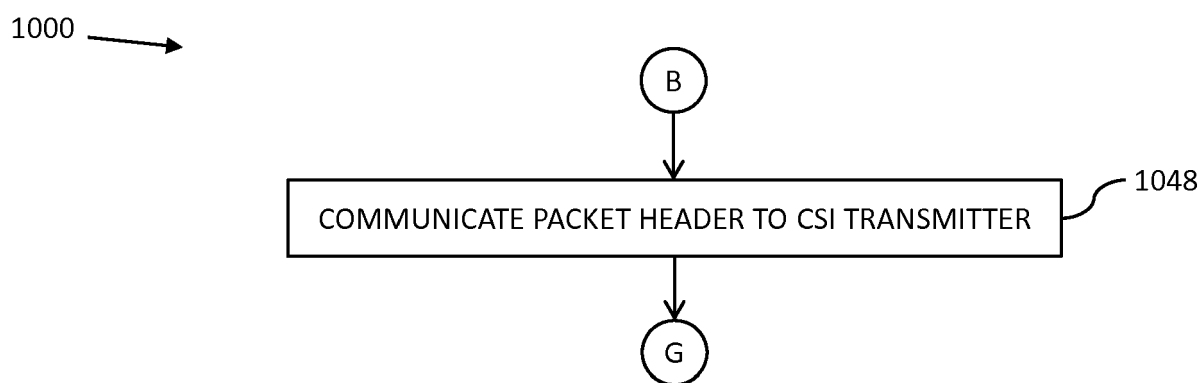 1000
B
COMMUNICATE PACKET HEADER TO CSI TRANSMITTER
1048
G